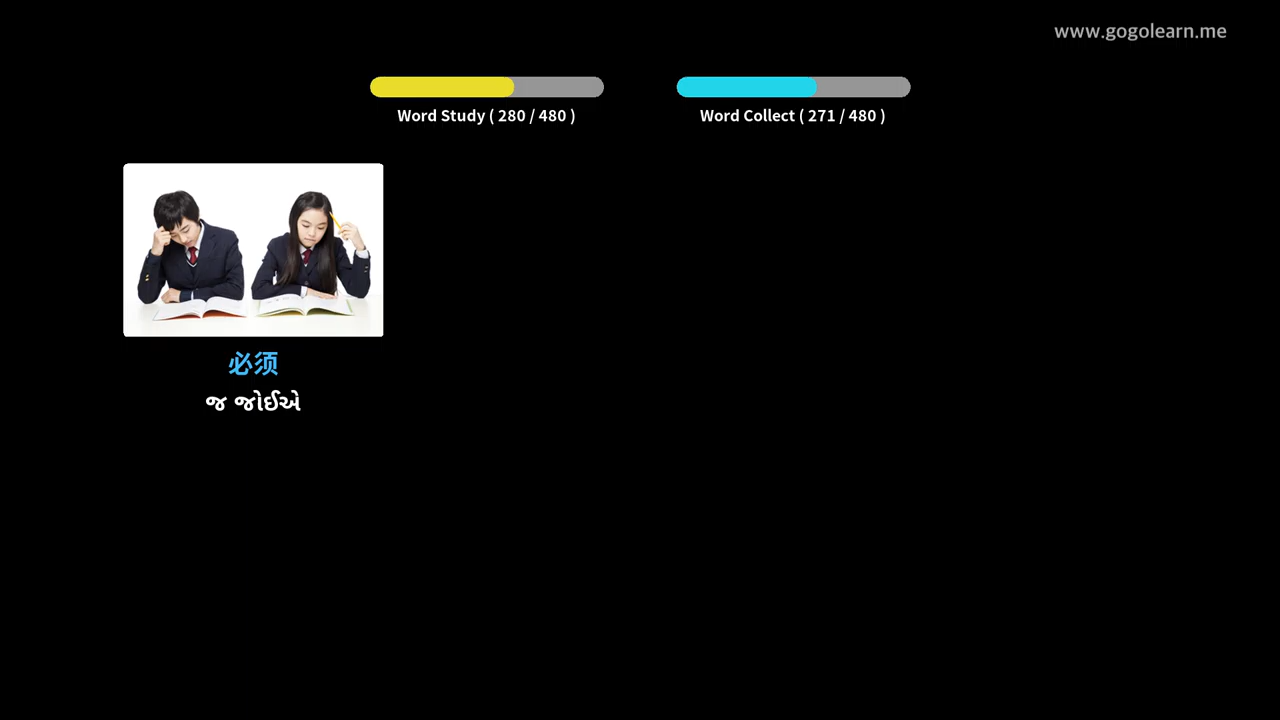 www.gogolearn.me
Word Study ( 280 / 480 )
Word Collect ( 271 / 480 )
必须
જ જોઈએ